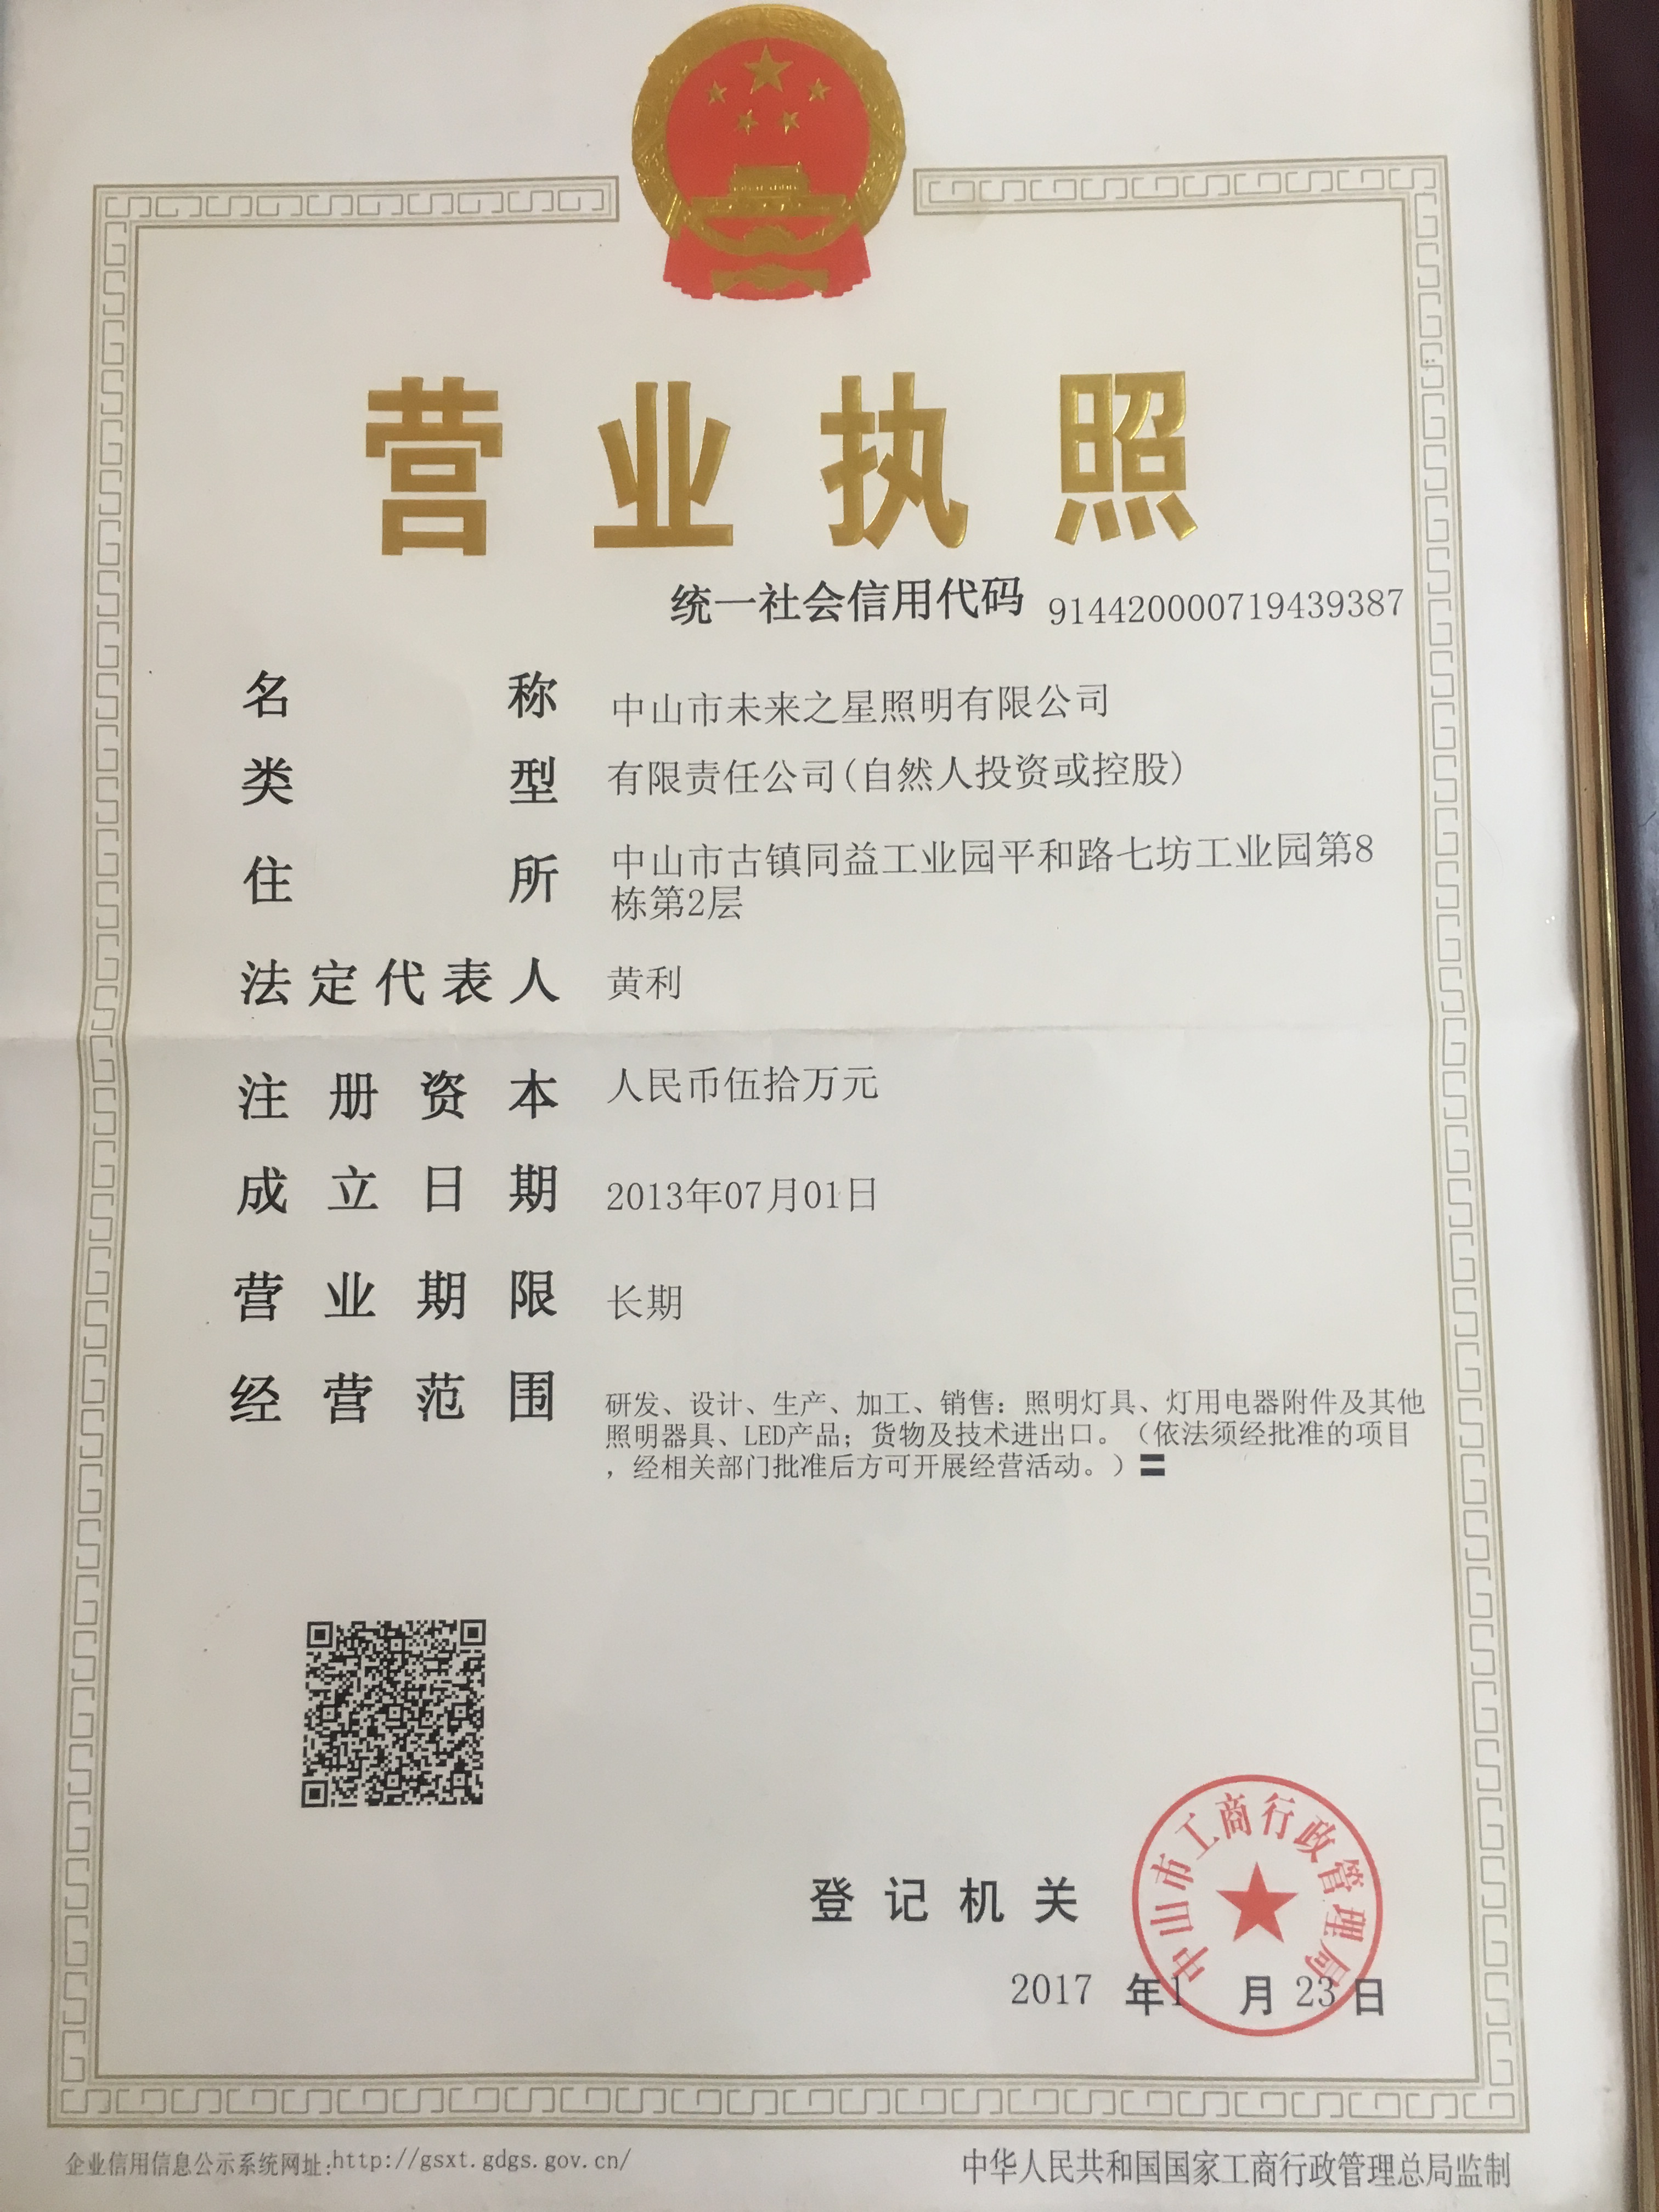 营业执照
统一社会信用代码 914420000719439387
名称 中山市未来之星照明有限公司
类型 有限责任公司(自然人投资或控股)
住所 中山市古镇同益工业园平和路七坊工业园第8
栋第2层
法定代表人 黄利
注册资本 人民币伍拾万元
成立日期 2013年07月01日
营业期限 长期
经营范围 研发、设计、生产、加工、销售：照明灯具、灯用电器附件及其他
照明器具、LED产品；货物及技术进出口。（依法须经批准的项目
，经相关部门批准后方可开展经营活动。）〓
登记机关
中山市工商行政管理局
2017 年1 月 23 日
企业信用信息公示系统网址:http://gsxt.gdgs.gov.cn/
中华人民共和国国家工商行政管理总局监制